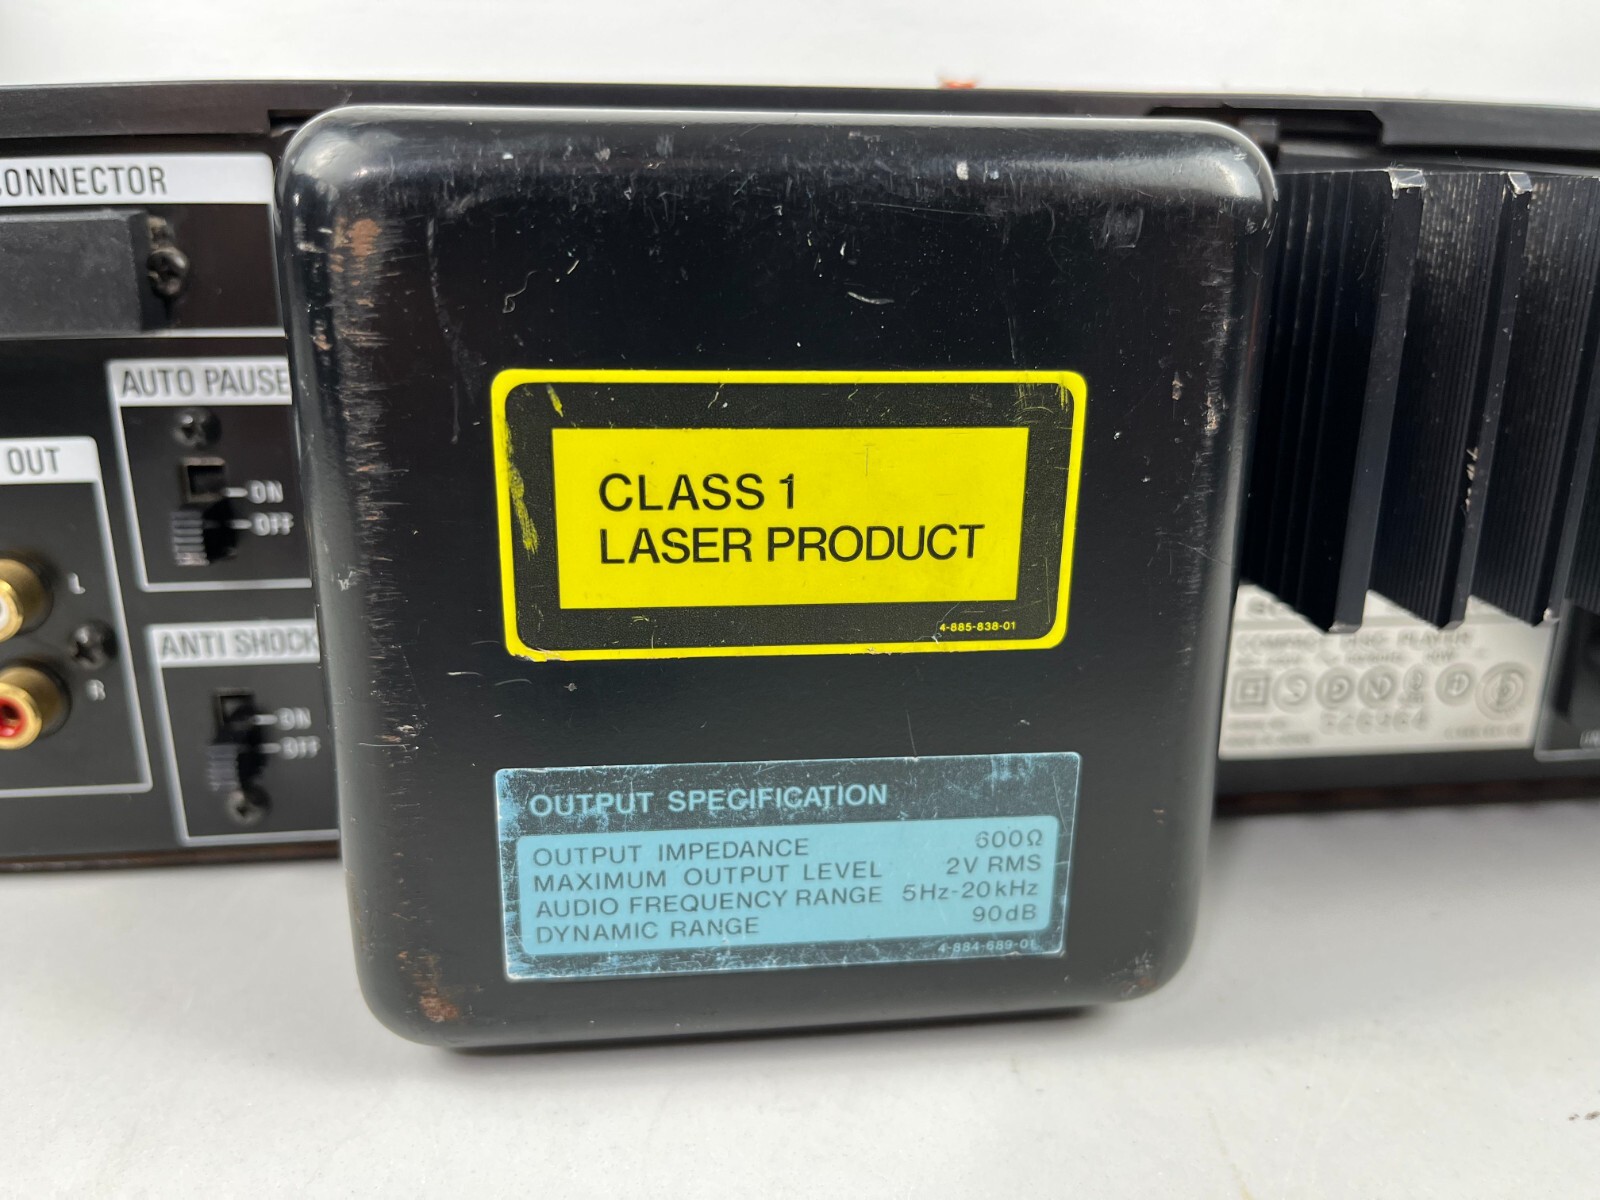 CONNECTOR
AUTO PAUSE
ON
OFF
OUT
L
R
ANTI SHOCK
ON
OFF
CLASS 1
LASER PRODUCT
4-885-838-01
OUTPUT SPECIFICATION
OUTPUT IMPEDANCE 600Ω
MAXIMUM OUTPUT LEVEL 2V RMS
AUDIO FREQUENCY RANGE 5Hz-20kHz
DYNAMIC RANGE 90dB
4-884-689-01
COMPACT DISC PLAYER